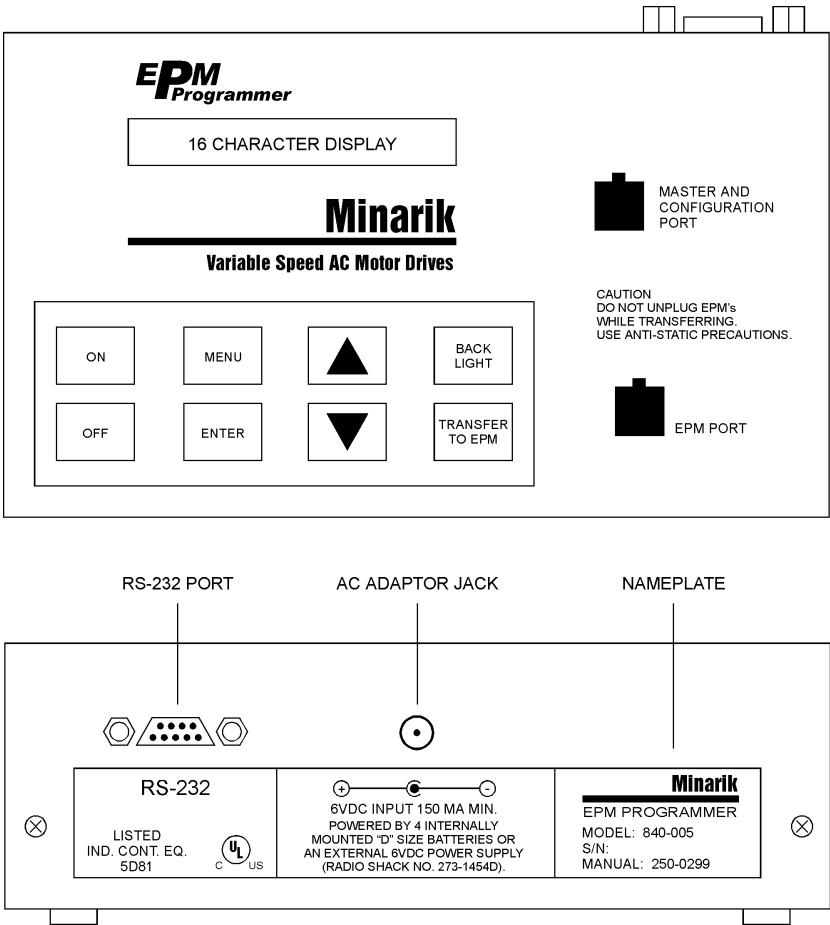 EPM
Programmer
16 CHARACTER DISPLAY
Minarik
Variable Speed AC Motor Drives
MASTER AND
CONFIGURATION
PORT
CAUTION
DO NOT UNPLUG EPM's
WHILE TRANSFERRING.
USE ANTI-STATIC PRECAUTIONS.
ON
MENU
BACK
LIGHT
OFF
ENTER
TRANSFER
TO EPM
EPM PORT
RS-232 PORT
AC ADAPTOR JACK
NAMEPLATE
RS-232
LISTED
IND. CONT. EQ.
5D81
C UL US
+ -
6VDC INPUT 150 MA MIN.
POWERED BY 4 INTERNALLY
MOUNTED "D" SIZE BATTERIES OR
AN EXTERNAL 6VDC POWER SUPPLY
(RADIO SHACK NO. 273-1454D).
Minarik
EPM PROGRAMMER
MODEL: 840-005
S/N:
MANUAL: 250-0299